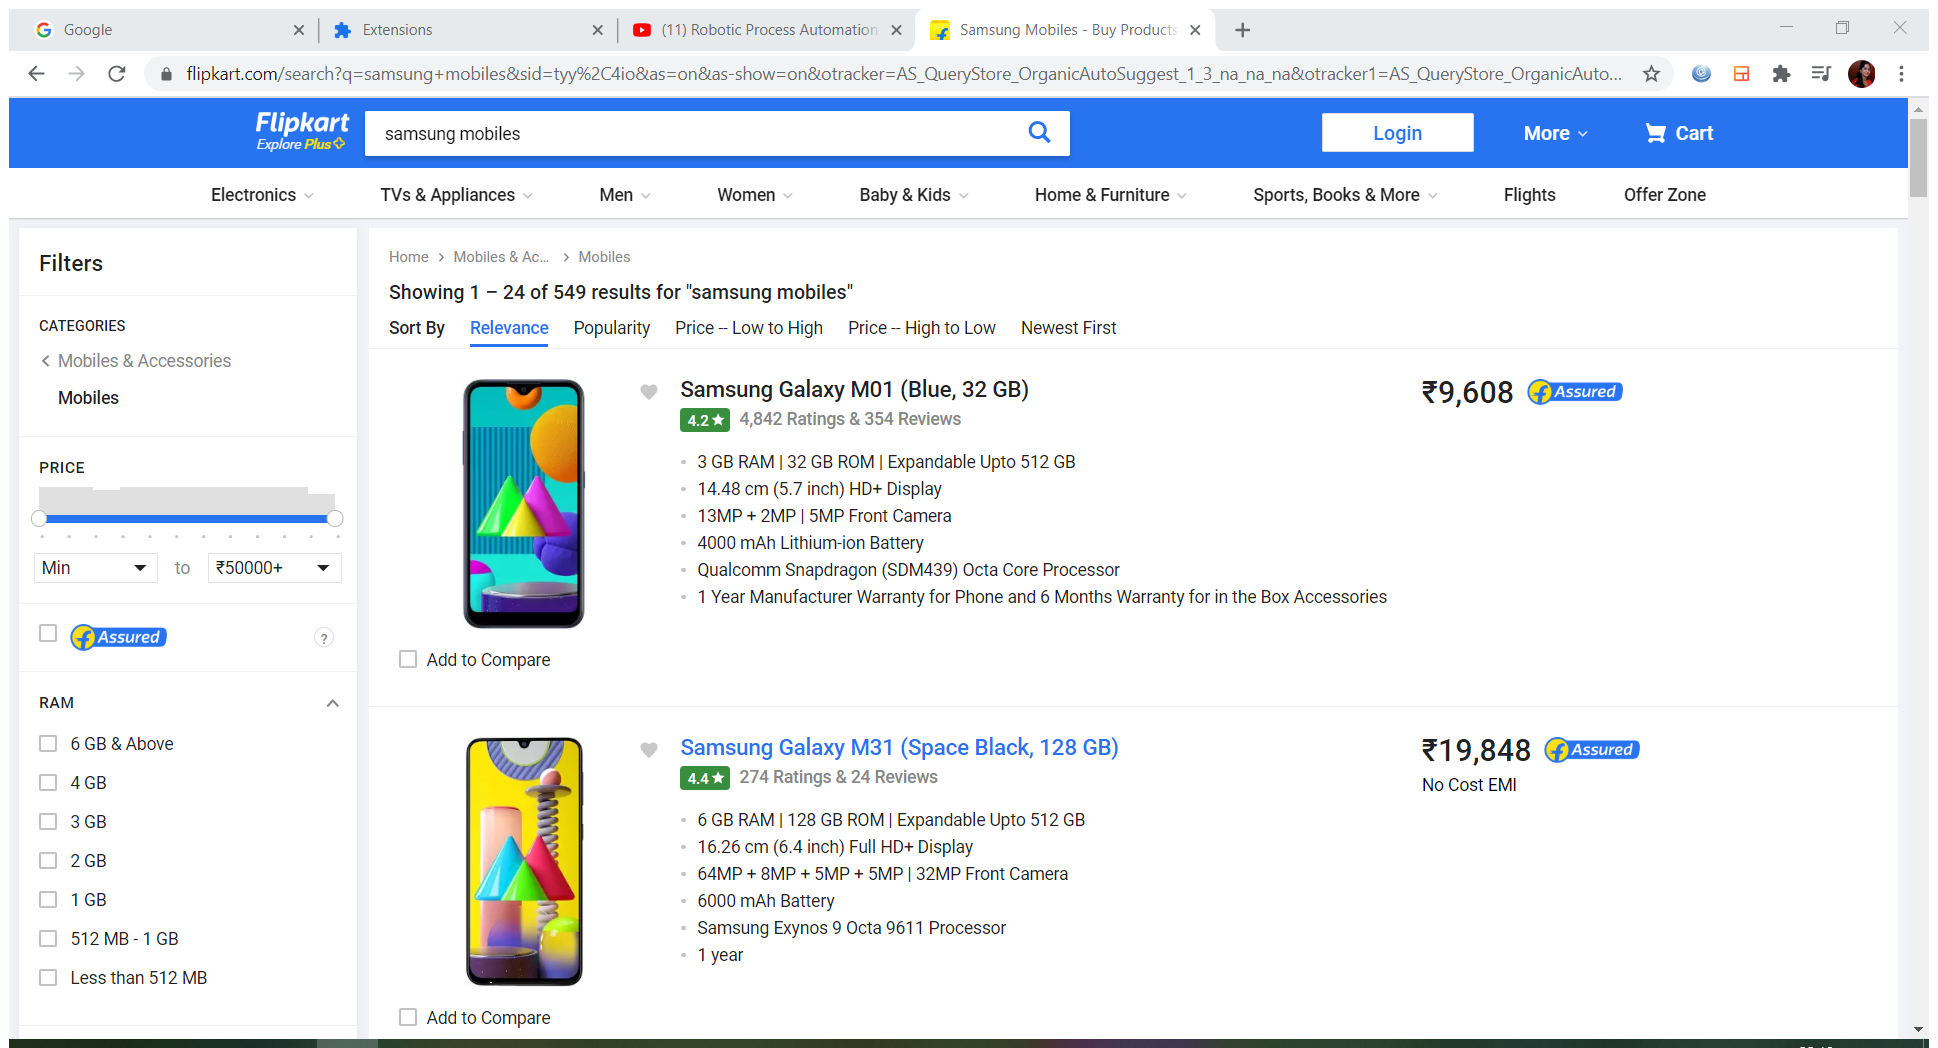 Google
Extensions
(11) Robotic Process Automation
Samsung Mobiles - Buy Products
flipkart.com/search?q=samsung+mobiles&sid=tyy%2C4io&as=on&as-show=on&otracker=AS_QueryStore_OrganicAutoSuggest_1_3_na_na_na&otracker1=AS_QueryStore_OrganicAuto...
Flipkart
Explore Plus
samsung mobiles
Login
More
Cart
Electronics
TVs & Appliances
Men
Women
Baby & Kids
Home & Furniture
Sports, Books & More
Flights
Offer Zone
Filters
CATEGORIES
Mobiles & Accessories
Mobiles
PRICE
Min
to
₹50000+
Assured
?
RAM
6 GB & Above
4 GB
3 GB
2 GB
1 GB
512 MB - 1 GB
Less than 512 MB
Home > Mobiles & Ac... > Mobiles
Showing 1 – 24 of 549 results for "samsung mobiles"
Sort By Relevance Popularity Price -- Low to High Price -- High to Low Newest First
Samsung Galaxy M01 (Blue, 32 GB)
4.2★ 4,842 Ratings & 354 Reviews
3 GB RAM | 32 GB ROM | Expandable Upto 512 GB
14.48 cm (5.7 inch) HD+ Display
13MP + 2MP | 5MP Front Camera
4000 mAh Lithium-ion Battery
Qualcomm Snapdragon (SDM439) Octa Core Processor
1 Year Manufacturer Warranty for Phone and 6 Months Warranty for in the Box Accessories
₹9,608 Assured
Add to Compare
Samsung Galaxy M31 (Space Black, 128 GB)
4.4★ 274 Ratings & 24 Reviews
6 GB RAM | 128 GB ROM | Expandable Upto 512 GB
16.26 cm (6.4 inch) Full HD+ Display
64MP + 8MP + 5MP + 5MP | 32MP Front Camera
6000 mAh Battery
Samsung Exynos 9 Octa 9611 Processor
1 year
₹19,848 Assured
No Cost EMI
Add to Compare